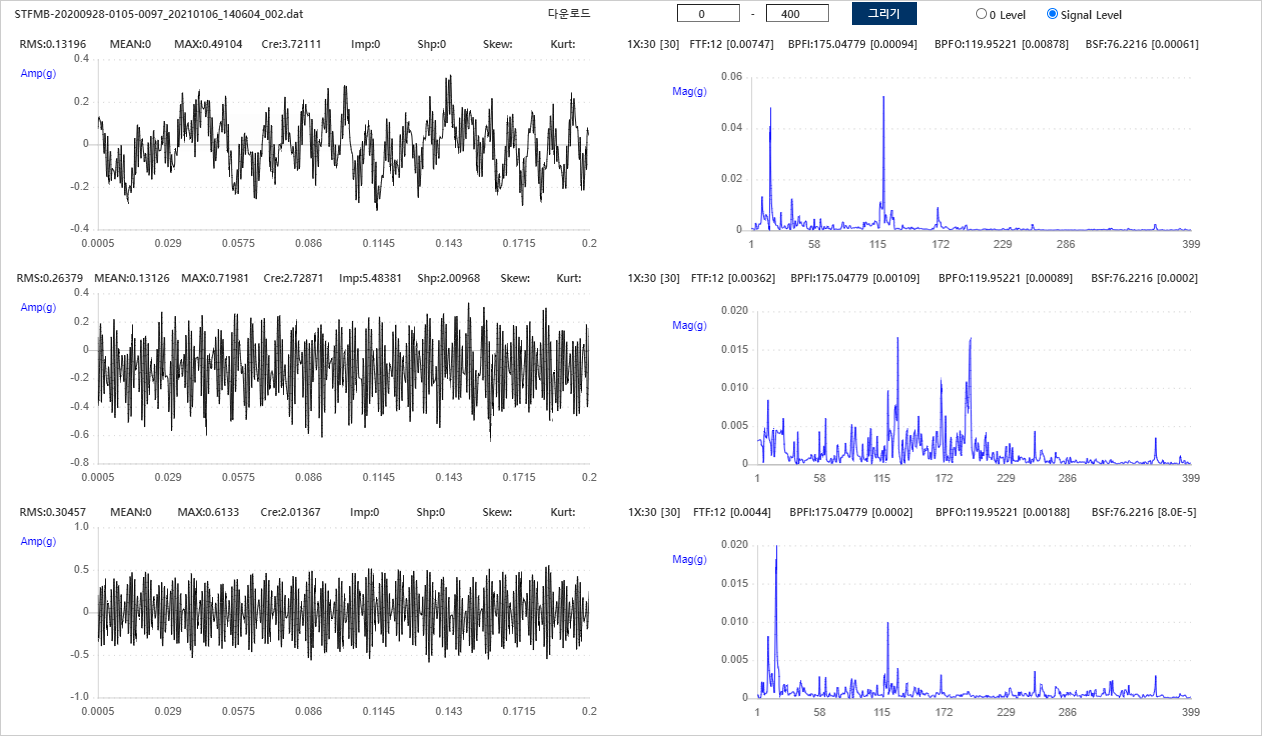 STFMB-20200928-0105-0097_20210106_140604_002.dat 다운로드 0 - 400 그리기 0 Level Signal Level
RMS:0.13196 MEAN:0 MAX:0.49104 Cre:3.72111 Imp:0 Shp:0 Skew: Kurt:
Amp(g)
0.4
0.2
0
-0.2
-0.4
0.0005 0.029 0.0575 0.086 0.1145 0.143 0.1715 0.2
1X:30 [30] FTF:12 [0.00747] BPFI:175.04779 [0.00094] BPFO:119.95221 [0.00878] BSF:76.2216 [0.00061]
Mag(g)
0.06
0.04
0.02
0
1 58 115 172 229 286 399
RMS:0.26379 MEAN:0.13126 MAX:0.71981 Cre:2.72871 Imp:5.48381 Shp:2.00968 Skew: Kurt:
Amp(g)
0.4
0.2
0
-0.2
-0.4
-0.6
-0.8
0.0005 0.029 0.0575 0.086 0.1145 0.143 0.1715 0.2
1X:30 [30] FTF:12 [0.00362] BPFI:175.04779 [0.00109] BPFO:119.95221 [0.00089] BSF:76.2216 [0.0002]
Mag(g)
0.020
0.015
0.010
0.005
0
1 58 115 172 229 286 399
RMS:0.30457 MEAN:0 MAX:0.6133 Cre:2.01367 Imp:0 Shp:0 Skew: Kurt:
Amp(g)
1.0
0.5
0
-0.5
-1.0
0.0005 0.029 0.0575 0.086 0.1145 0.143 0.1715 0.2
1X:30 [30] FTF:12 [0.0044] BPFI:175.04779 [0.0002] BPFO:119.95221 [0.00188] BSF:76.2216 [8.0E-5]
Mag(g)
0.020
0.015
0.010
0.005
0
1 58 115 172 229 286 399